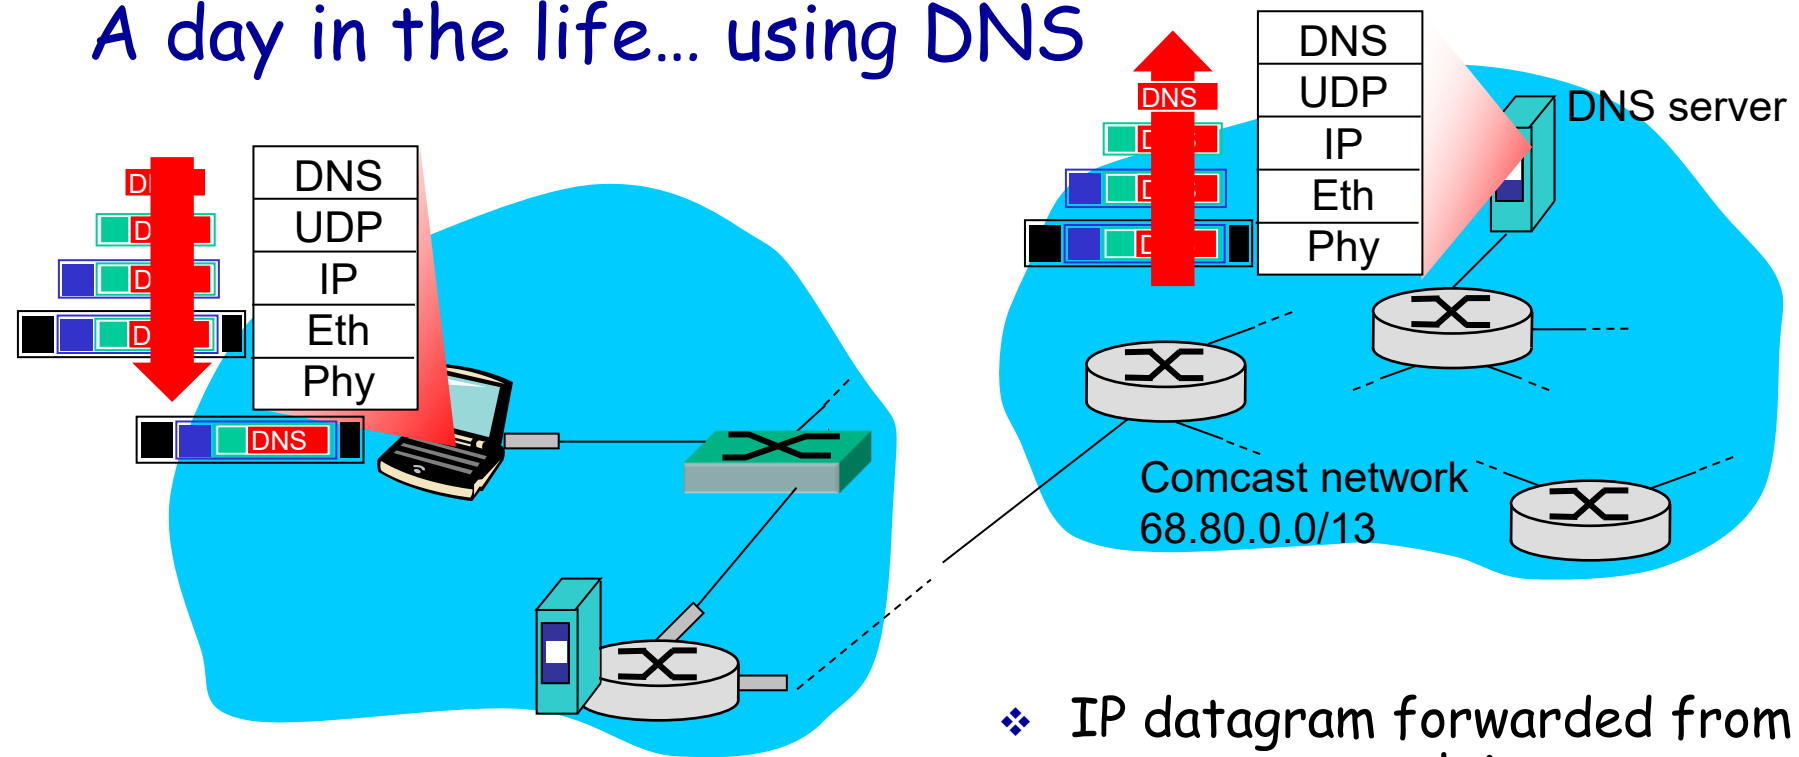 A day in the life… using DNS
DNS
UDP
IP
Eth
Phy
DNS
DNS
DNS
UDP
IP
Eth
Phy
DNS server
Comcast network
68.80.0.0/13
IP datagram forwarded from